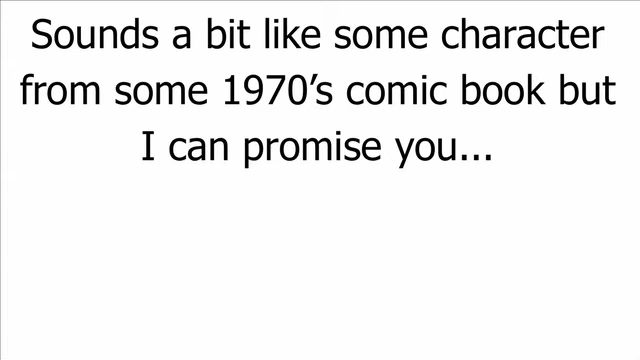 Sounds a bit like some character
from some 1970’s comic book but
I can promise you...